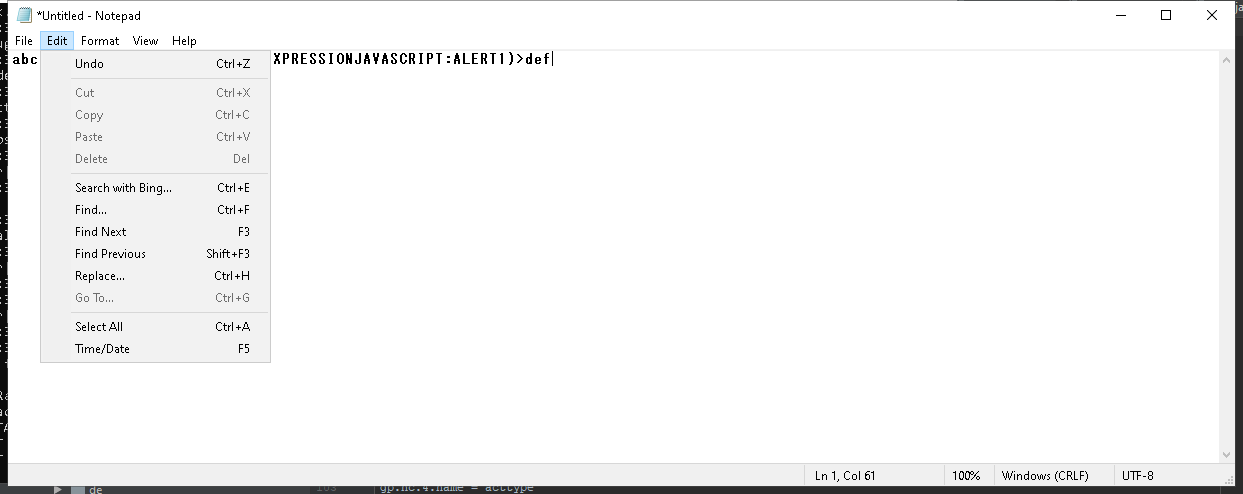 *Untitled - Notepad
File Edit Format View Help
abc XPRESSIONJAVASCRIPT:ALERT1)>def
Undo Ctrl+Z
Cut Ctrl+X
Copy Ctrl+C
Paste Ctrl+V
Delete Del
Search with Bing... Ctrl+E
Find... Ctrl+F
Find Next F3
Find Previous Shift+F3
Replace... Ctrl+H
Go To... Ctrl+G
Select All Ctrl+A
Time/Date F5
Ln 1, Col 61 100% Windows (CRLF) UTF-8
de gp.nc.4.name = acttype